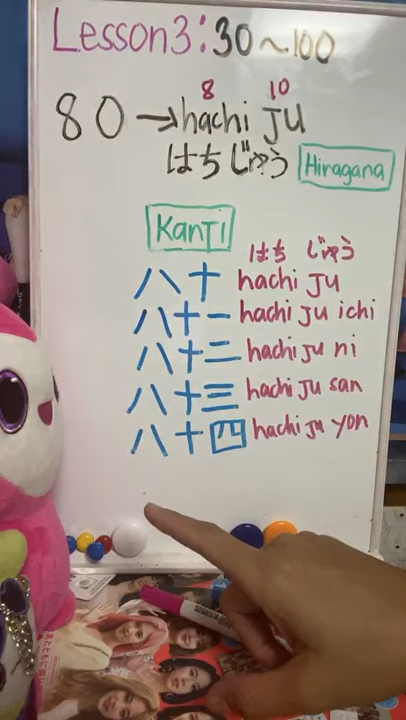 Lesson3: 30~100
8 10
80→hachi Ju
はち じゅう Hiragana
Kanji
はち じゅう
八十 hachi Ju
八十一 hachi Ju ichi
八十二 hachi Ju ni
八十三 hachi Ju san
八十四 hachi Ju yon